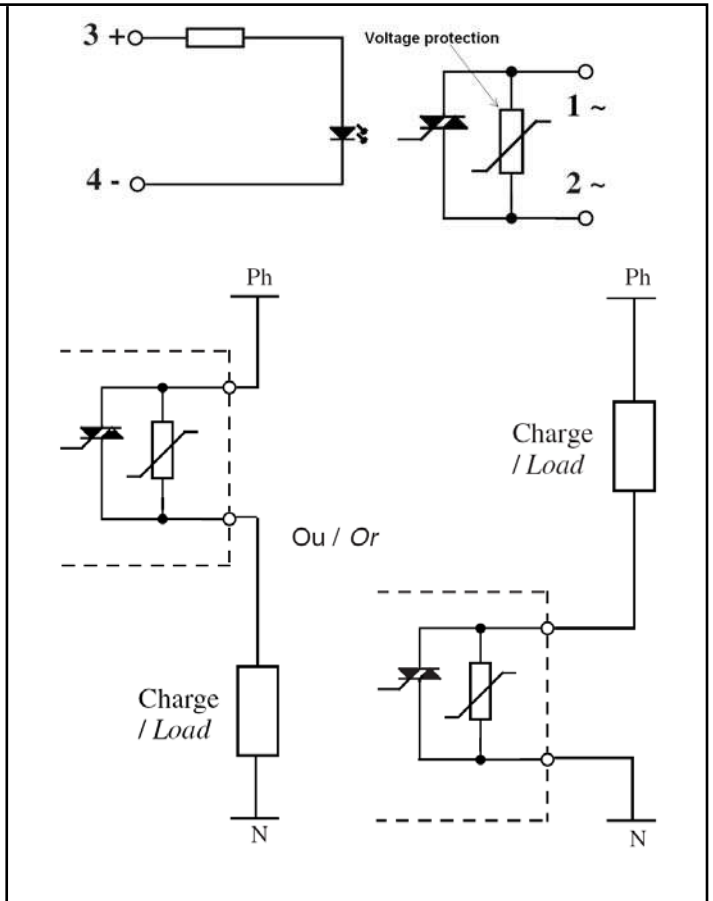 3 +
Voltage protection
1 ~
4 -
2 ~
Ph
Ph
Charge
/ Load
Ou / Or
Charge
/ Load
N
N